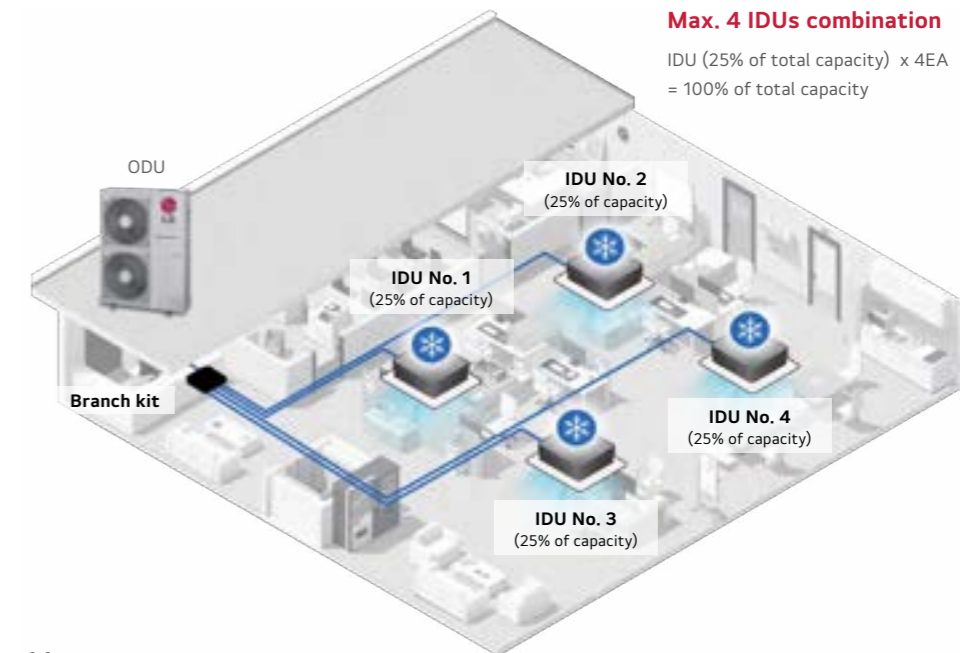 Max. 4 IDUs combination
IDU (25% of total capacity) x 4EA
= 100% of total capacity
ODU
LG
IDU No. 2
(25% of capacity)
IDU No. 1
(25% of capacity)
Branch kit
IDU No. 4
(25% of capacity)
IDU No. 3
(25% of capacity)